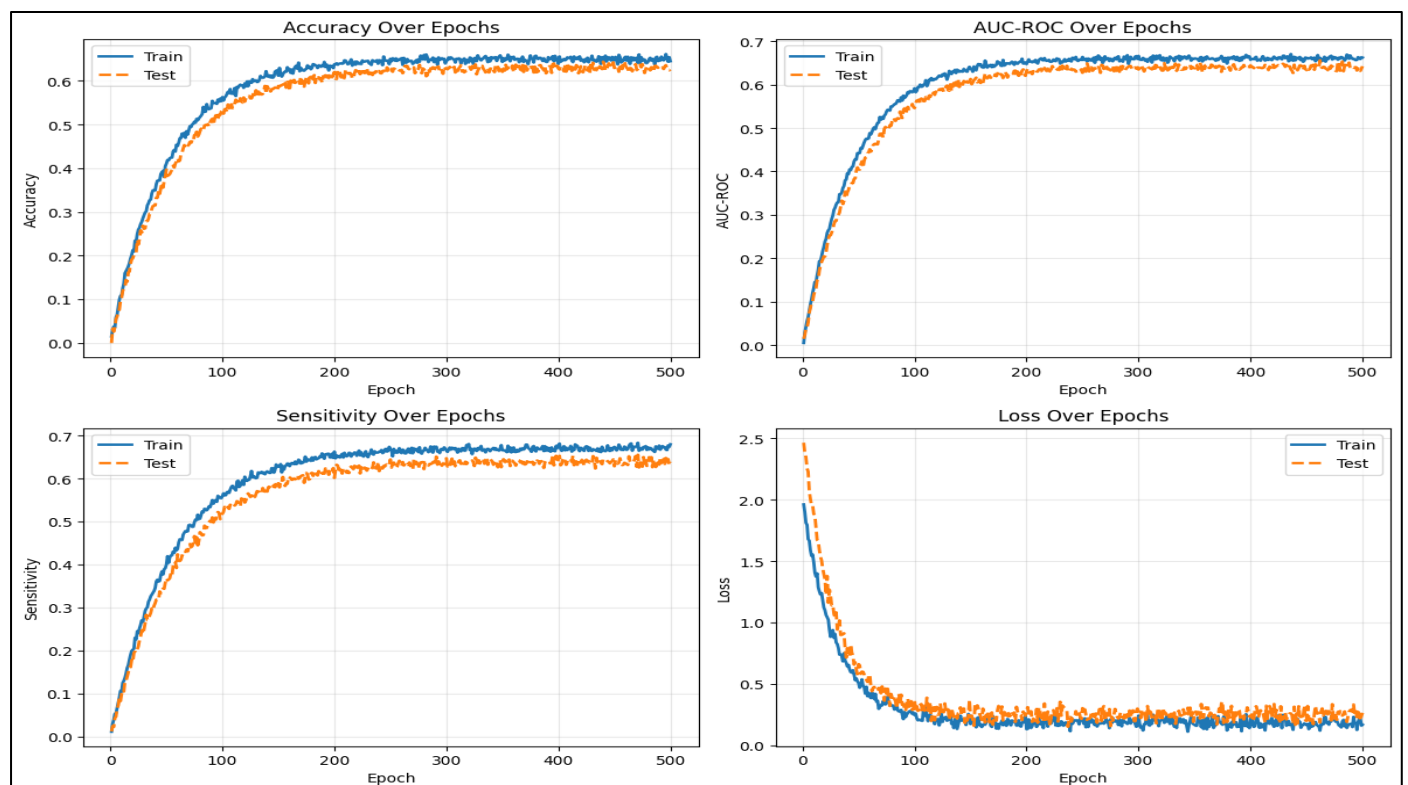 Accuracy Over Epochs
Train
Test
0.6
0.5
0.4
0.3
0.2
0.1
0.0
Accuracy
0 100 200 300 400 500
Epoch
AUC-ROC Over Epochs
Train
Test
0.7
0.6
0.5
0.4
0.3
0.2
0.1
0.0
AUC-ROC
0 100 200 300 400 500
Epoch
Sensitivity Over Epochs
Train
Test
0.7
0.6
0.5
0.4
0.3
0.2
0.1
0.0
Sensitivity
0 100 200 300 400 500
Epoch
Loss Over Epochs
Train
Test
2.5
2.0
1.5
1.0
0.5
0.0
Loss
0 100 200 300 400 500
Epoch